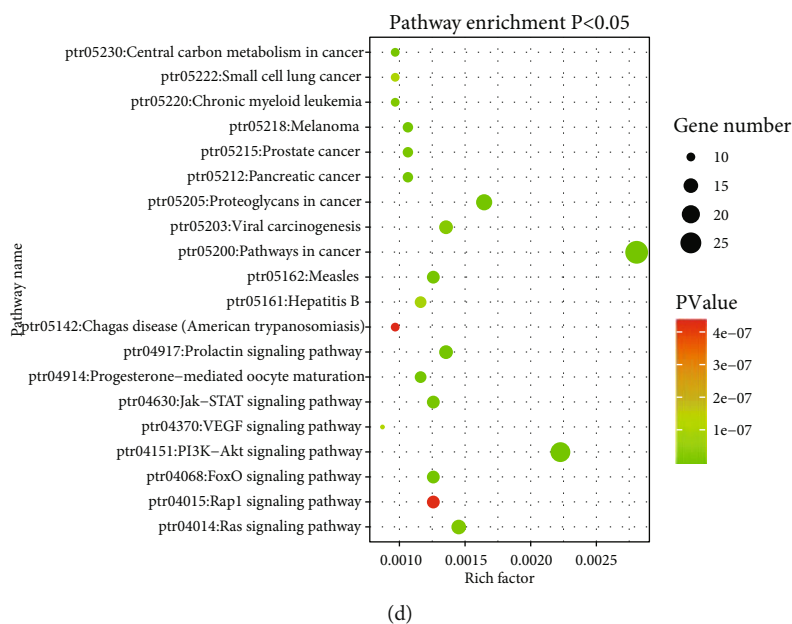 Pathway enrichment P<0.05
Pathway name
ptr05230:Central carbon metabolism in cancer
ptr05222:Small cell lung cancer
ptr05220:Chronic myeloid leukemia
ptr05218:Melanoma
ptr05215:Prostate cancer
ptr05212:Pancreatic cancer
ptr05205:Proteoglycans in cancer
ptr05203:Viral carcinogenesis
ptr05200:Pathways in cancer
ptr05162:Measles
ptr05161:Hepatitis B
ptr05142:Chagas disease (American trypanosomiasis)
ptr04917:Prolactin signaling pathway
ptr04914:Progesterone−mediated oocyte maturation
ptr04630:Jak−STAT signaling pathway
ptr04370:VEGF signaling pathway
ptr04151:PI3K−Akt signaling pathway
ptr04068:FoxO signaling pathway
ptr04015:Rap1 signaling pathway
ptr04014:Ras signaling pathway
0.0010 0.0015 0.0020 0.0025
Rich factor
Gene number
10
15
20
25
PValue
4e−07
3e−07
2e−07
1e−07
(d)